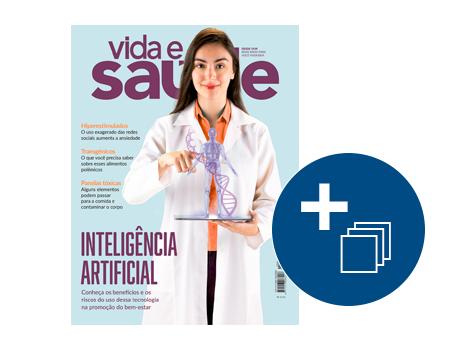 vida e
saúde
Hiperestimulados
O uso exagerado das redes
sociais aumenta a ansiedade
Transgênicos
O que você precisa saber
sobre esses alimentos
polêmicos
Panelas tóxicas
Alguns elementos
podem passar
para a comida e
contaminar o corpo
INTELIGÊNCIA
ARTIFICIAL
Conheça os benefícios e os
riscos do uso dessa tecnologia
na promoção do bem-estar